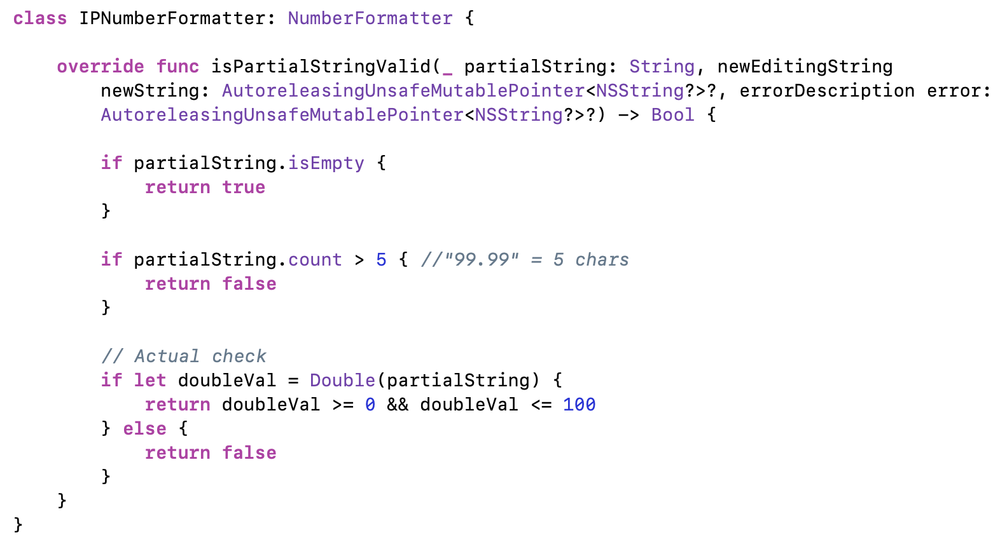 class IPNumberFormatter: NumberFormatter {
override func isPartialStringValid(_ partialString: String, newEditingString
newString: AutoreleasingUnsafeMutablePointer<NSString?>?, errorDescription error:
AutoreleasingUnsafeMutablePointer<NSString?>?) -> Bool {
if partialString.isEmpty {
return true
}
if partialString.count > 5 { //"99.99" = 5 chars
return false
}
// Actual check
if let doubleVal = Double(partialString) {
return doubleVal >= 0 && doubleVal <= 100
} else {
return false
}
}
}